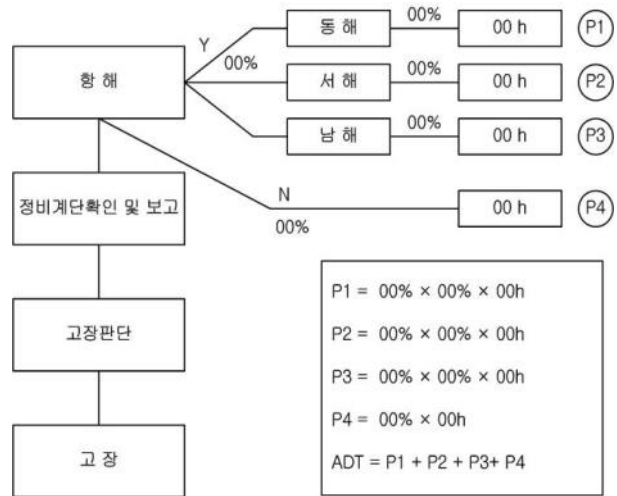 동 해
00%
00 h
P1
Y
00%
항 해
서 해
00%
00 h
P2
남 해
00%
00 h
P3
정비계단확인 및 보고
N
00%
00 h
P4
고장판단
고 장
P1 = 00% × 00% × 00h
P2 = 00% × 00% × 00h
P3 = 00% × 00% × 00h
P4 = 00% × 00h
ADT = P1 + P2 + P3+ P4